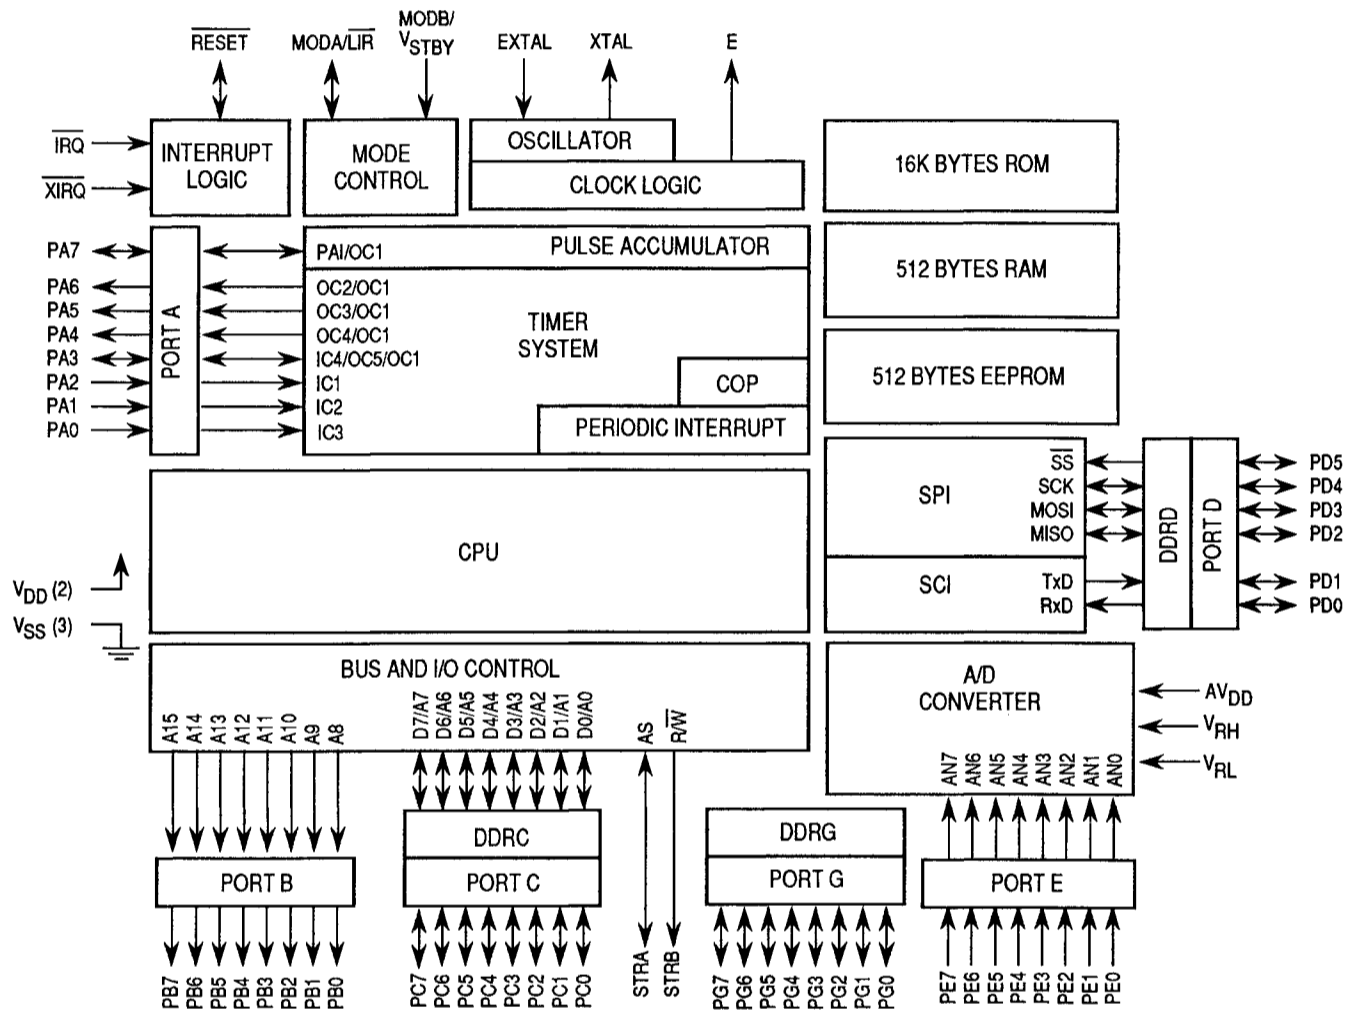 RESET
MODA/LIR
MODB/
VSTBY
EXTAL
XTAL
E
IRQ
XIRQ
INTERRUPT
LOGIC
MODE
CONTROL
OSCILLATOR
CLOCK LOGIC
16K BYTES ROM
PA7
PA6
PA5
PA4
PA3
PA2
PA1
PA0
PORT A
PAI/OC1
PULSE ACCUMULATOR
OC2/OC1
OC3/OC1
OC4/OC1
IC4/OC5/OC1
IC1
IC2
IC3
TIMER
SYSTEM
COP
PERIODIC INTERRUPT
512 BYTES RAM
512 BYTES EEPROM
CPU
VDD (2)
VSS (3)
SPI
SS
SCK
MOSI
MISO
SCI
TxD
RxD
DDRD
PORT D
PD5
PD4
PD3
PD2
PD1
PD0
BUS AND I/O CONTROL
A15
A14
A13
A12
A11
A10
A9
A8
D7/A7
D6/A6
D5/A5
D4/A4
D3/A3
D2/A2
D1/A1
D0/A0
AS
R/W
A/D
CONVERTER
AN7
AN6
AN5
AN4
AN3
AN2
AN1
AN0
AVDD
VRH
VRL
PORT B
DDRC
PORT C
DDRG
PORT G
PORT E
PB7
PB6
PB5
PB4
PB3
PB2
PB1
PB0
PC7
PC6
PC5
PC4
PC3
PC2
PC1
PC0
STRA
STRB
PG7
PG6
PG5
PG4
PG3
PG2
PG1
PG0
PE7
PE6
PE5
PE4
PE3
PE2
PE1
PE0